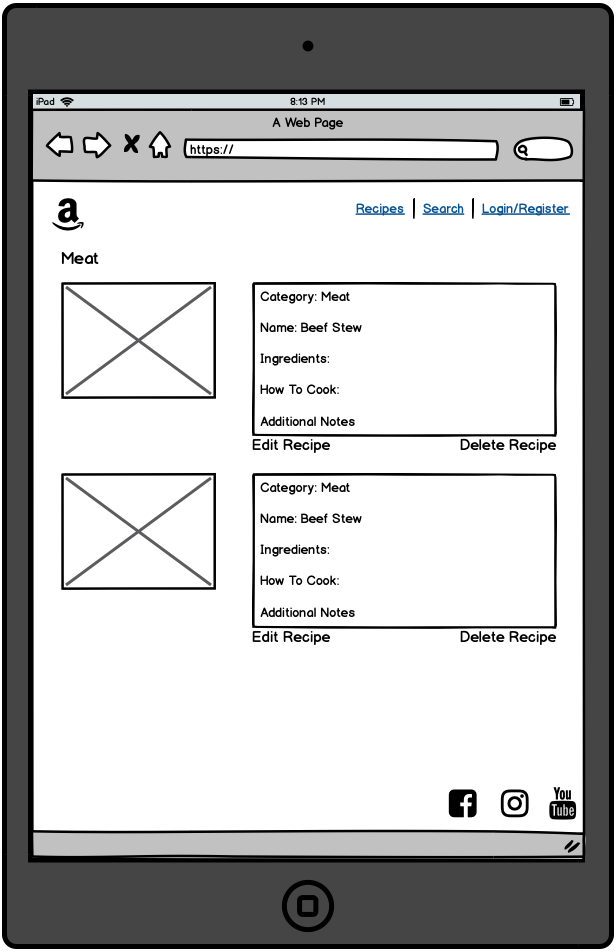 iPad 8:13 PM
A Web Page
https://
a
Recipes Search Login/Register
Meat
Category: Meat
Name: Beef Stew
Ingredients:
How To Cook:
Additional Notes
Edit Recipe Delete Recipe
Category: Meat
Name: Beef Stew
Ingredients:
How To Cook:
Additional Notes
Edit Recipe Delete Recipe
You
Tube